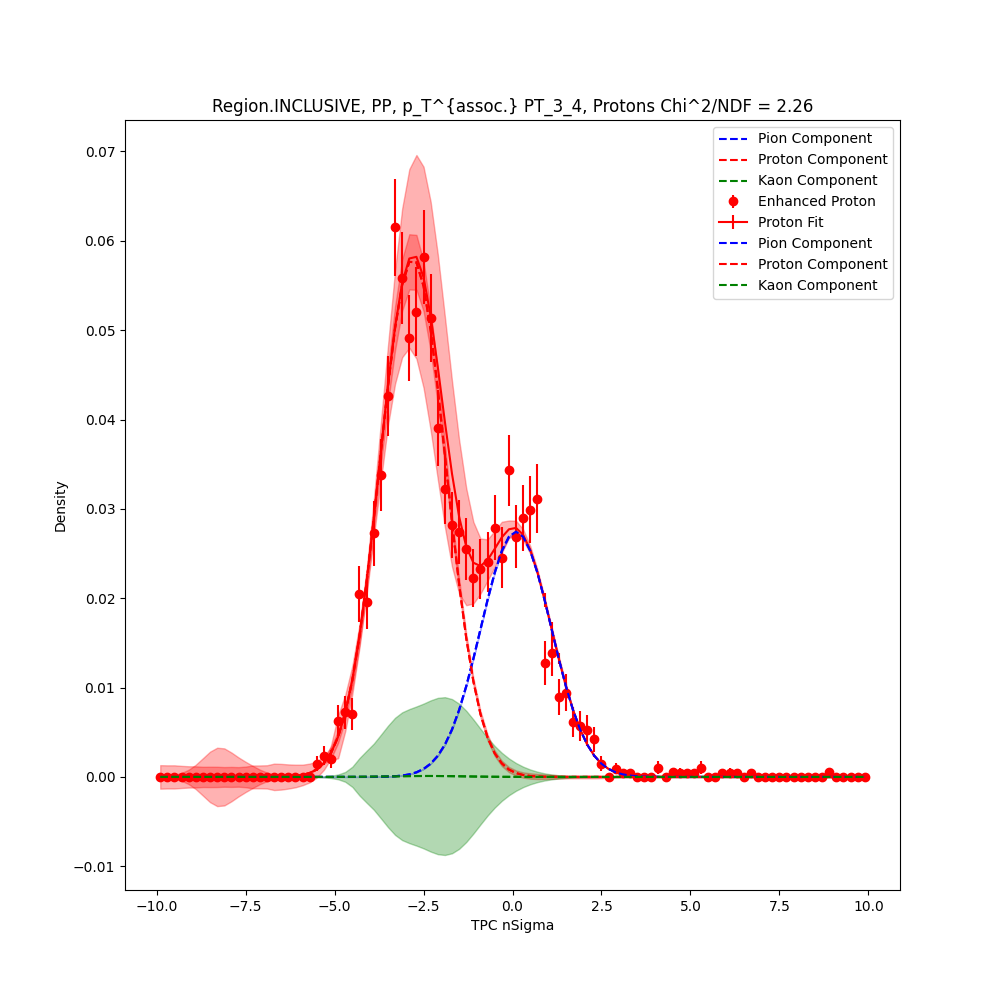 Region.INCLUSIVE, PP, p_T^{assoc.} PT_3_4, Protons Chi^2/NDF = 2.26
Pion Component
Proton Component
Kaon Component
Enhanced Proton
Proton Fit
Pion Component
Proton Component
Kaon Component
0.07
0.06
0.05
0.04
0.03
0.02
0.01
0.00
−0.01
Density
−10.0 −7.5 −5.0 −2.5 0.0 2.5 5.0 7.5 10.0
TPC nSigma